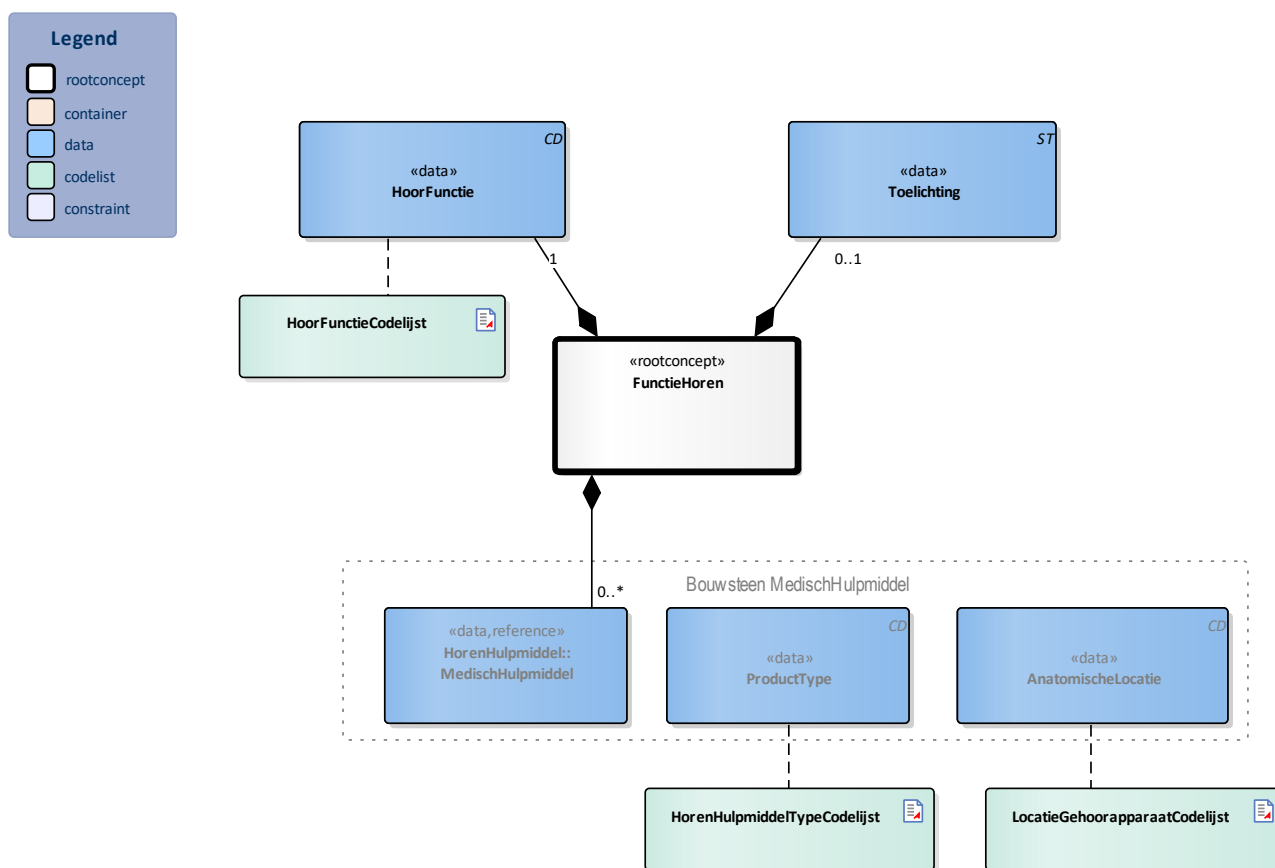 Legend
rootconcept
container
data
codelist
constraint
CD
«data»
HoorFunctie
ST
«data»
Toelichting
1
0..1
HoorFunctieCodelijst
«rootconcept»
FunctieHoren
0..*
Bouwsteen MedischHulpmiddel
«data,reference»
HorenHulpmiddel::
MedischHulpmiddel
CD
«data»
ProductType
CD
«data»
AnatomischeLocatie
HorenHulpmiddelTypeCodelijst
LocatieGehoorapparaatCodelijst